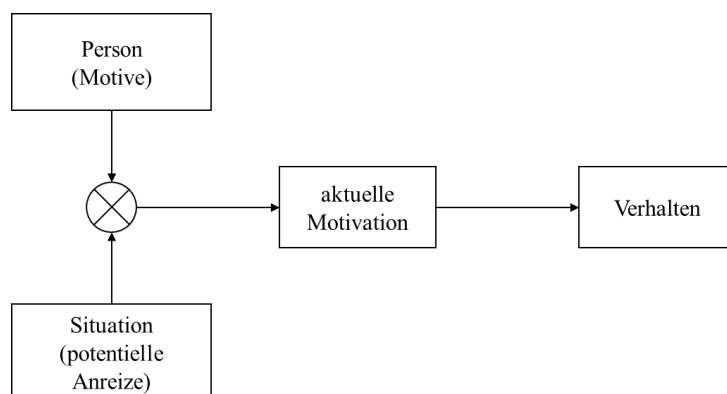 Person
(Motive)
aktuelle
Motivation
Verhalten
Situation
(potentielle
Anreize)